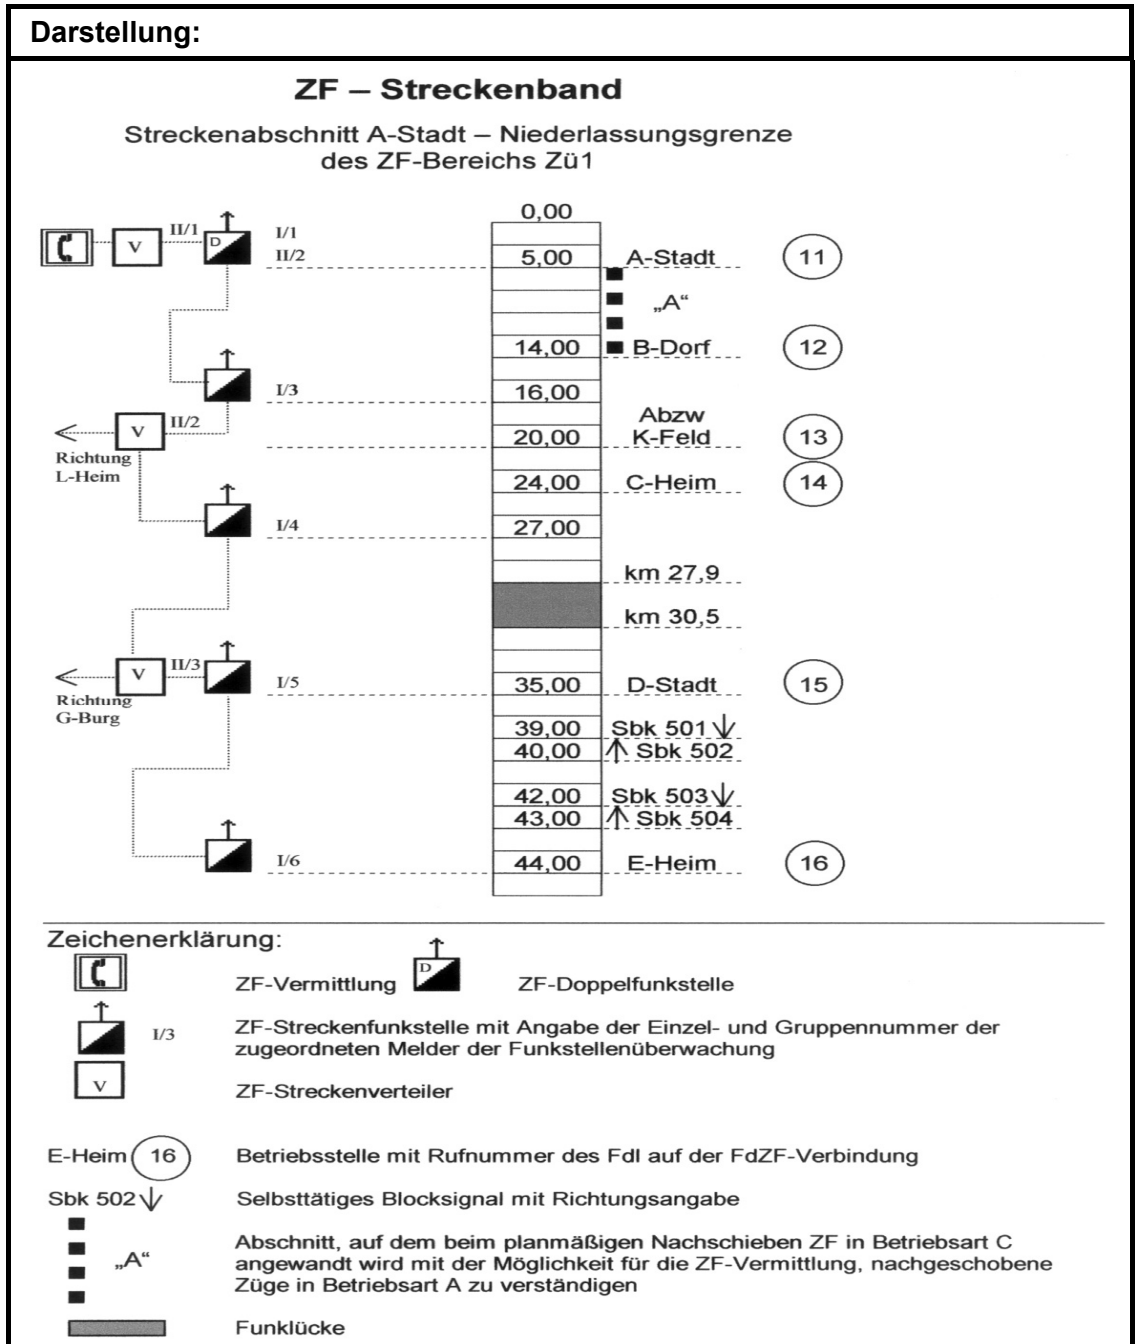 Darstellung:
ZF – Streckenband
Streckenabschnitt A-Stadt – Niederlassungsgrenze
des ZF-Bereichs Zü1
0,00
V II/1 D I/1
II/2
5,00 A-Stadt 11
„A“
14,00 B-Dorf 12
I/3 16,00
Abzw
V II/2 20,00 K-Feld 13
Richtung
L-Heim
24,00 C-Heim 14
I/4 27,00
km 27,9
km 30,5
V II/3 I/5 35,00 D-Stadt 15
Richtung
G-Burg
39,00 Sbk 501 ↓
40,00 ↑ Sbk 502
42,00 Sbk 503 ↓
43,00 ↑ Sbk 504
I/6 44,00 E-Heim 16
Zeichenerklärung:
ZF-Vermittlung D ZF-Doppelfunkstelle
I/3 ZF-Streckenfunkstelle mit Angabe der Einzel- und Gruppennummer der
zugeordneten Melder der Funkstellenüberwachung
V ZF-Streckenverteiler
E-Heim 16 Betriebsstelle mit Rufnummer des Fdl auf der FdZF-Verbindung
Sbk 502 ↓ Selbsttätiges Blocksignal mit Richtungsangabe
„A“ Abschnitt, auf dem beim planmäßigen Nachschieben ZF in Betriebsart C
angewandt wird mit der Möglichkeit für die ZF-Vermittlung, nachgeschobene
Züge in Betriebsart A zu verständigen
Funklücke